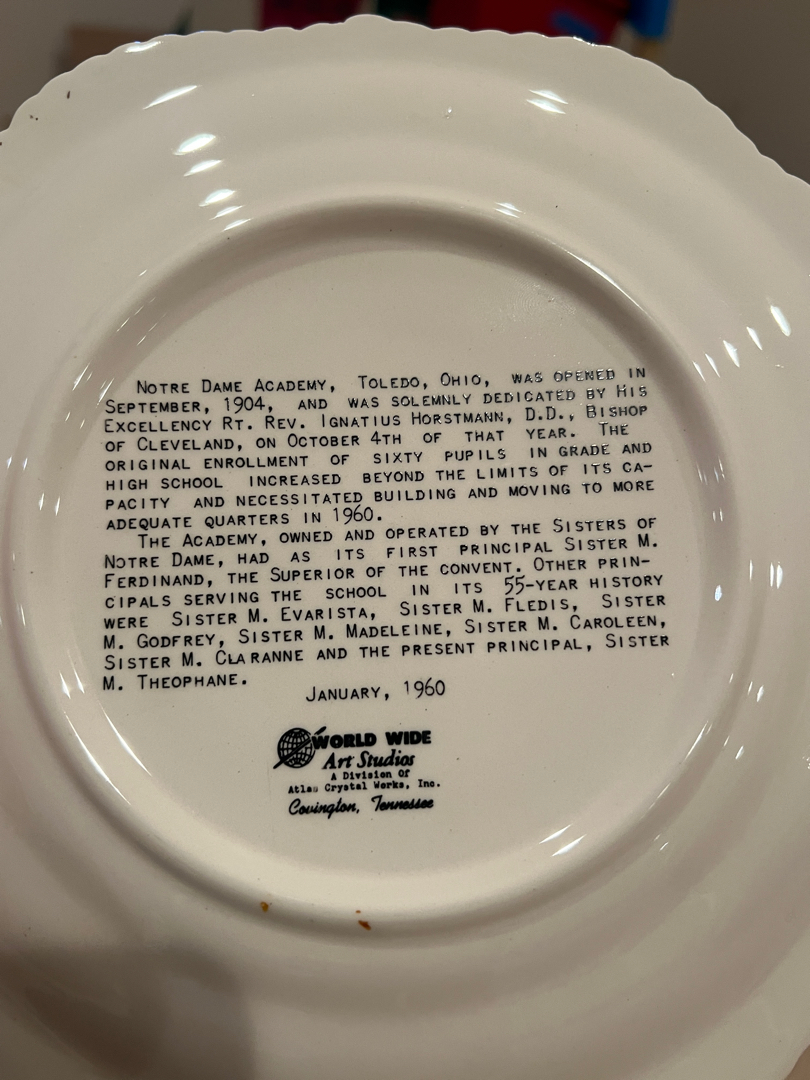 NOTRE DAME ACADEMY, TOLEDO, OHIO, WAS OPENED IN
SEPTEMBER, 1904, AND WAS SOLEMNLY DEDICATED BY HIS
EXCELLENCY RT. REV. IGNATIUS HORSTMANN, D.D., BISHOP
OF CLEVELAND, ON OCTOBER 4TH OF THAT YEAR. THE
ORIGINAL ENROLLMENT OF SIXTY PUPILS IN GRADE AND
HIGH SCHOOL INCREASED BEYOND THE LIMITS OF ITS CA-
PACITY AND NECESSITATED BUILDING AND MOVING TO MORE
ADEQUATE QUARTERS IN 1960.
THE ACADEMY, OWNED AND OPERATED BY THE SISTERS OF
NOTRE DAME, HAD AS ITS FIRST PRINCIPAL SISTER M.
FERDINAND, THE SUPERIOR OF THE CONVENT. OTHER PRIN-
CIPALS SERVING THE SCHOOL IN ITS 55-YEAR HISTORY
WERE SISTER M. EVARISTA, SISTER M. FLEDIS, SISTER
M. GODFREY, SISTER M. MADELEINE, SISTER M. CAROLEEN,
SISTER M. CLARANNE AND THE PRESENT PRINCIPAL, SISTER
M. THEOPHANE.
JANUARY, 1960
WORLD WIDE
Art Studios
A Division Of
Atlas Crystal Works, Inc.
Covington, Tennessee